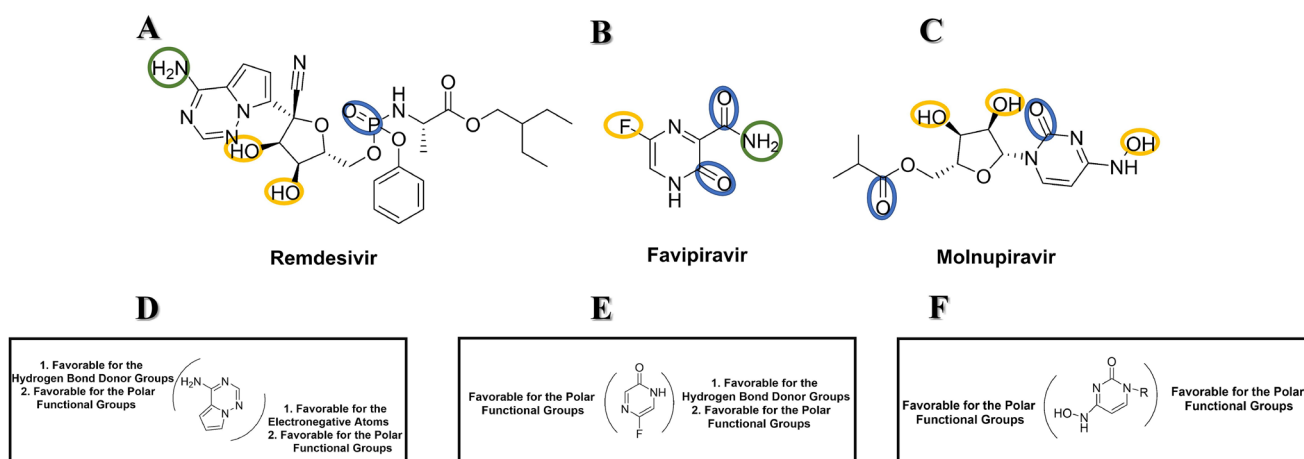 A
B
C
H₂N
N
N
N
N
N
O
HO
HO
O
P
H
N
O
O
O
O
Remdesivir
F
N
O
NH₂
O
N
H
Favipiravir
HO
OH
O
N
N
OH
NH
O
O
O
Molnupiravir
D
E
F
1. Favorable for the
Hydrogen Bond Donor Groups
2. Favorable for the Polar
Functional Groups
H₂N
N
N
N
1. Favorable for the
Electronegative Atoms
2. Favorable for the Polar
Functional Groups
Favorable for the Polar
Functional Groups
O
NH
N
F
1. Favorable for the
Hydrogen Bond Donor Groups
2. Favorable for the Polar
Functional Groups
Favorable for the Polar
Functional Groups
O
N
N
R
HO
N
H
Favorable for the Polar
Functional Groups